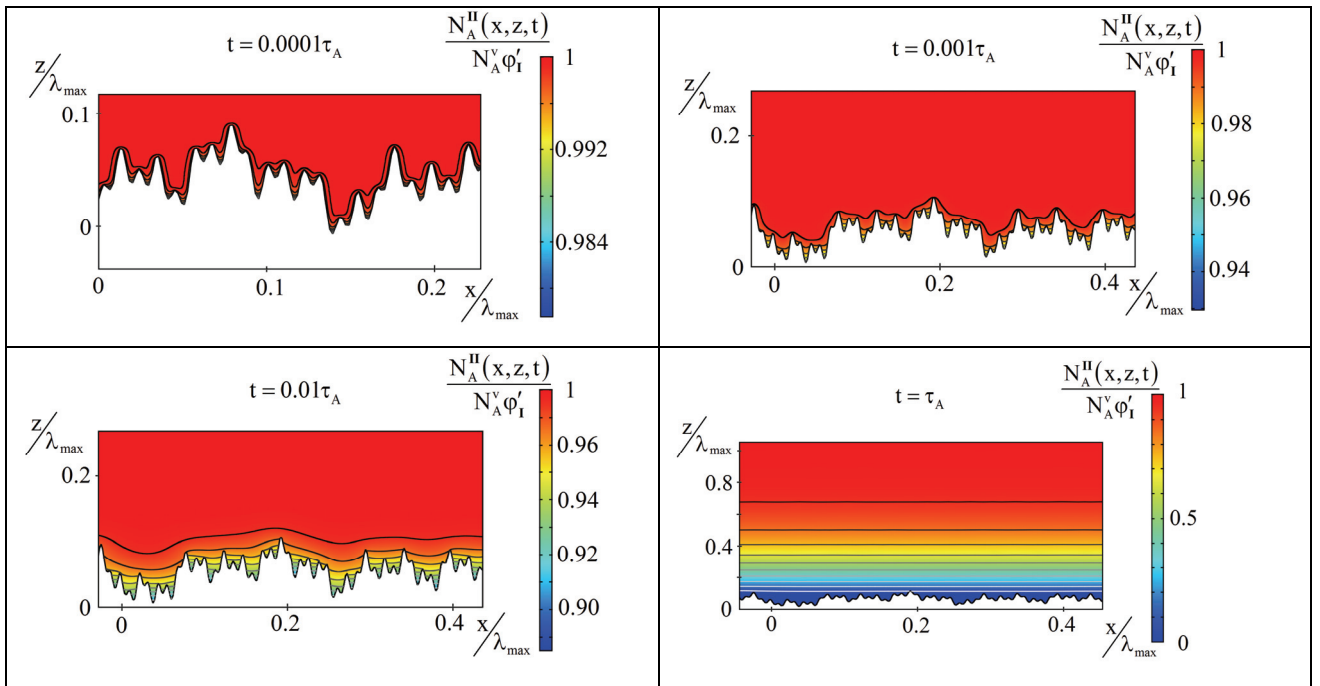 t = 0.0001τ_A
N_A^II(x,z,t)
N_A^v φ'_I
z/λ_max
0.1
0
0
0.1
0.2
x/λ_max
1
0.992
0.984
t = 0.001τ_A
N_A^II(x,z,t)
N_A^v φ'_I
z/λ_max
0.2
0
0
0.2
0.4
x/λ_max
1
0.98
0.96
0.94
t = 0.01τ_A
N_A^II(x,z,t)
N_A^v φ'_I
z/λ_max
0.2
0
0
0.2
0.4
x/λ_max
1
0.96
0.94
0.92
0.90
t = τ_A
N_A^II(x,z,t)
N_A^v φ'_I
z/λ_max
0.8
0.4
0
0
0.2
0.4
x/λ_max
1
0.5
0